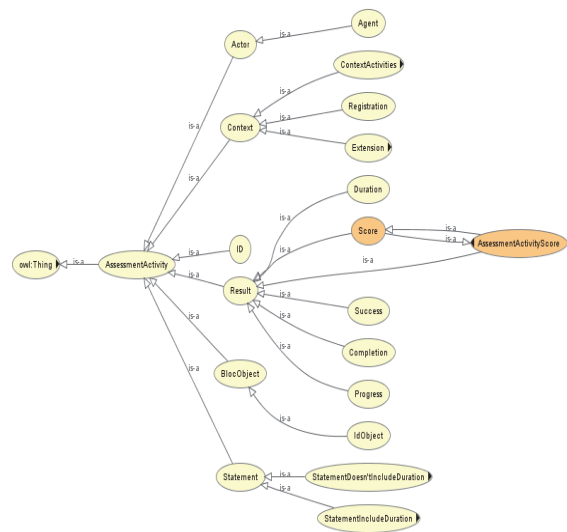 Agent
is-a
Actor
ContextActivities
is-a
is-a
Registration
is-a
Context
is-a
is-a
Extension
Duration
is-a
ID
is-a
Score
is-a
is-a
is-a
AssessmentActivityScore
owl:Thing
is-a
AssessmentActivity
is-a
is-a
Result
is-a
is-a
Success
is-a
Completion
is-a
is-a
BlocObject
Progress
is-a
is-a
IdObject
Statement
is-a
StatementDoesn'tIncludeDuration
is-a
StatementIncludeDuration